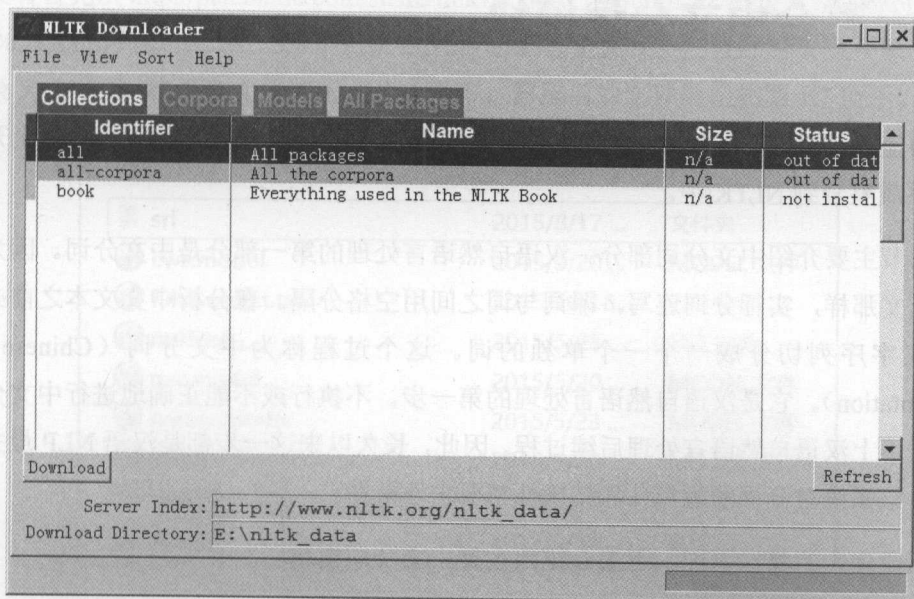 NLTK Downloader
File View Sort Help
Collections Corpora Models All Packages
Identifier Name Size Status
all All packages n/a out of dat
all-corpora All the corpora n/a out of dat
book Everything used in the NLTK Book n/a not instal
Download Refresh
Server Index: http://www.nltk.org/nltk_data/
Download Directory: E:\nltk_data